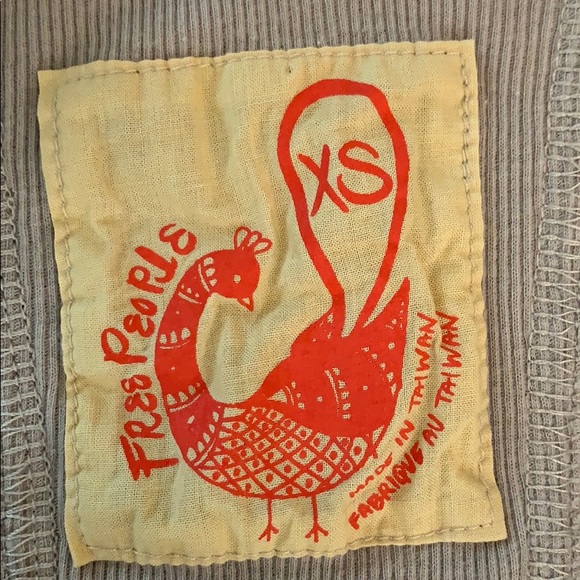 FREE PEOPLE
XS
MADE IN TAIWAN
FABRIQUE AU TAIWAN